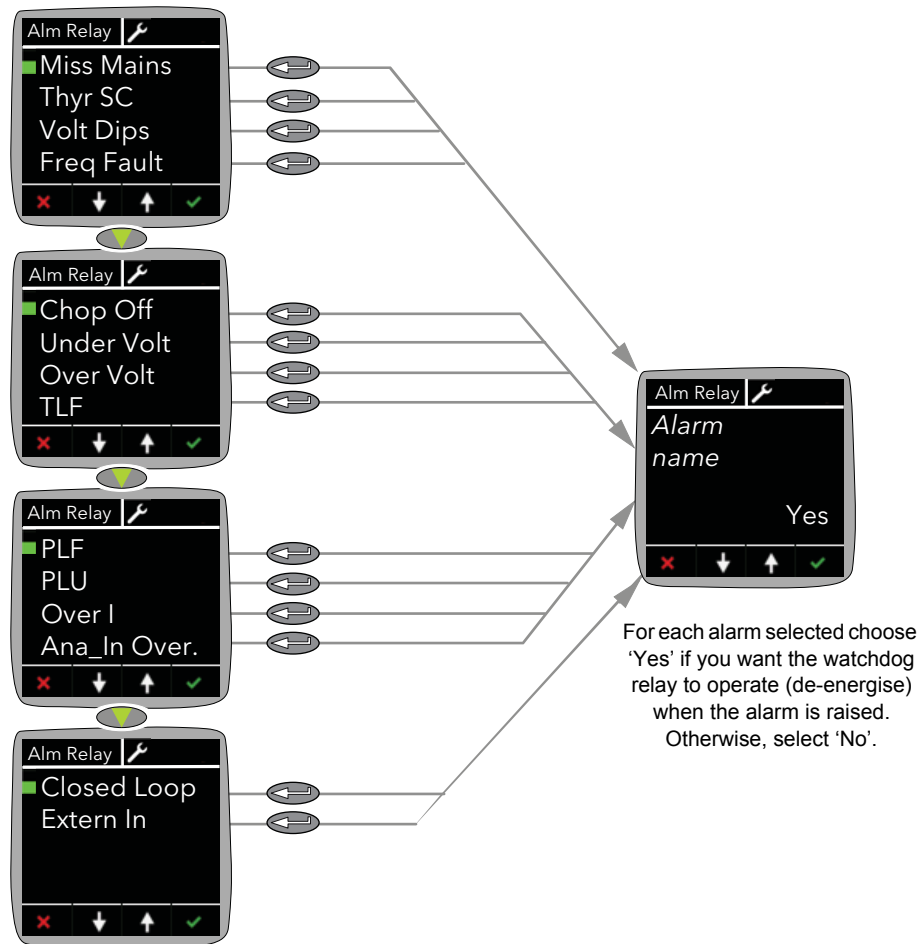 Alm Relay
Miss Mains
Thyr SC
Volt Dips
Freq Fault
Alm Relay
Chop Off
Under Volt
Over Volt
TLF
Alm Relay
PLF
PLU
Over I
Ana_In Over.
Alm Relay
Closed Loop
Extern In
Alm Relay
Alarm
name
Yes
For each alarm selected choose
‘Yes’ if you want the watchdog
relay to operate (de-energise)
when the alarm is raised.
Otherwise, select ‘No’.